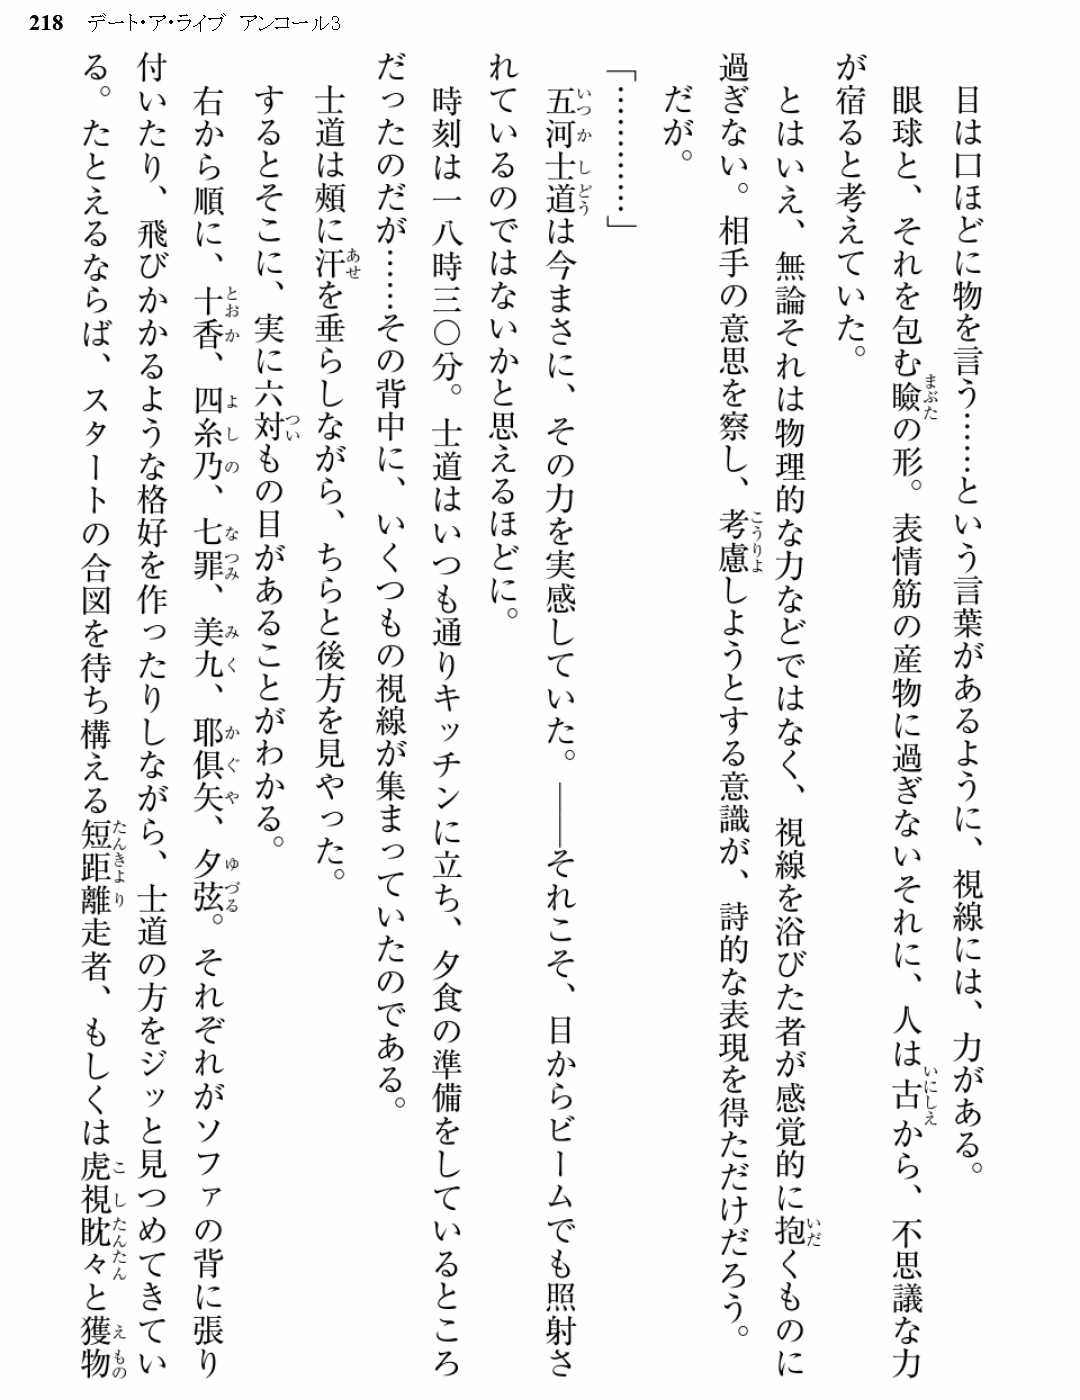 218 デート・ア・ライブ アンコール3
目は口ほどに物を言う……という言葉があるように、視線には、力がある。
眼球と、それを包む瞼の形。表情筋の産物に過ぎないそれに、人は古から、不思議な力
が宿ると考えていた。
とはいえ、無論それは物理的な力などではなく、視線を浴びた者が感覚的に抱くものに
過ぎない。相手の意思を察し、考慮しようとする意識が、詩的な表現を得ただけだろう。
だが。
「…………」
五河士道は今まさに、その力を実感していた。――それこそ、目からビームでも照射さ
れているのではないかと思えるほどに。
時刻は一八時三〇分。士道はいつも通りキッチンに立ち、夕食の準備をしているところ
だったのだが……その背中に、いくつもの視線が集まっていたのである。
士道は頰に汗を垂らしながら、ちらと後方を見やった。
するとそこに、実に六対もの目があることがわかる。
右から順に、十香、四糸乃、七罪、美九、耶倶矢、夕弦。それぞれがソファの背に張り
付いたり、飛びかかるような格好を作ったりしながら、士道の方をジッと見つめてきてい
る。たとえるならば、スタートの合図を待ち構える短距離走者、もしくは虎視眈々と獲物